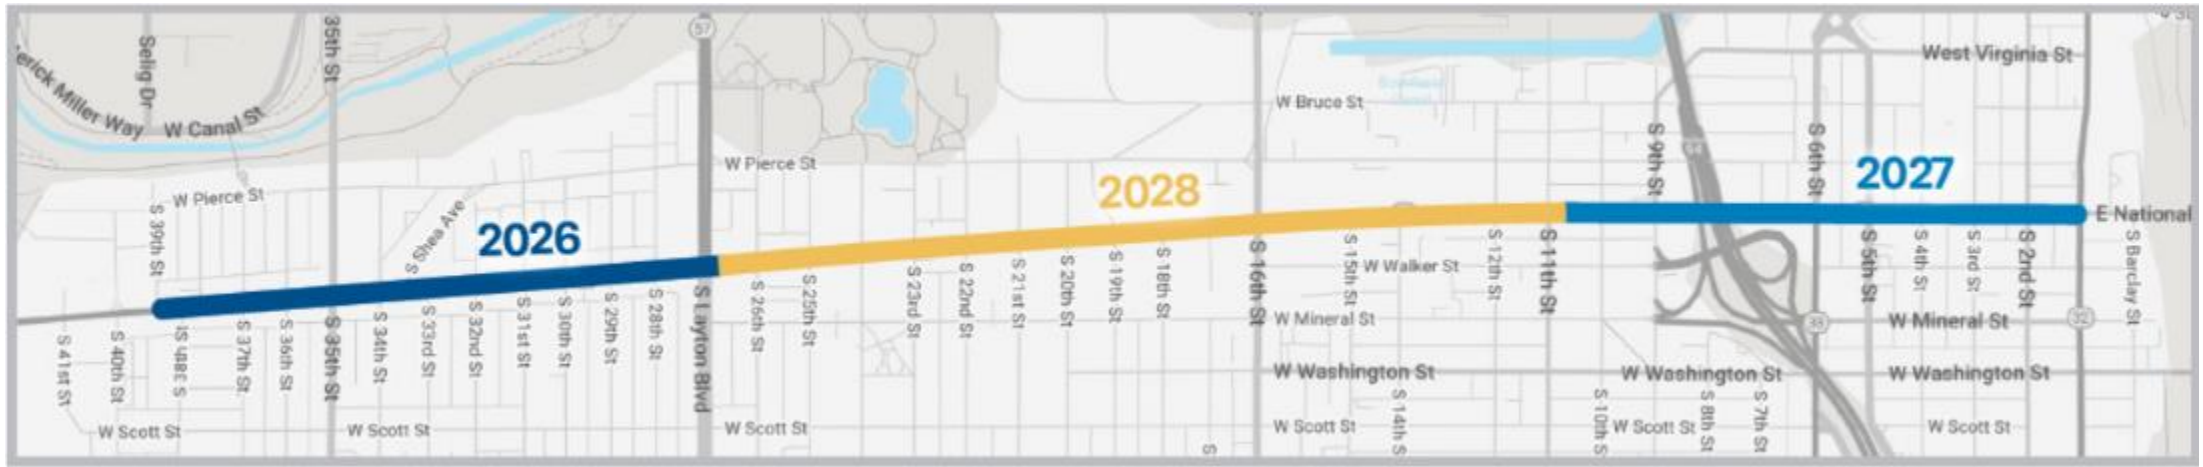 57
35th St
Selig Dr
erick Miller Way
W Canal St
West Virginia St
W Bruce St
W Pierce St
W Pierce St
S 39th St
S Shea Ave
2026
2028
2027
S 9th St
S 6th St
E National
S 41st St
S 40th St
S 38th St
S 37th St
S 36th St
S 35th St
S 34th St
S 33rd St
S 32nd St
S 31st St
S 30th St
S 29th St
S 28th St
S Layton Blvd
S 26th St
S 25th St
S 23rd St
S 22nd St
S 21st St
S 20th St
S 19th St
S 18th St
S 16th St
S 15th St
W Walker St
S 12th St
S 11th St
S 5th St
S 4th St
S 3rd St
S 2nd St
S Barclay St
W Mineral St
38
W Mineral St
32
W Washington St
W Washington St
W Washington St
W Scott St
W Scott St
W Scott St
S
W Scott St
S 14th S
S 10th S
W Scott St
S 8th St
S 7th St
W Scott St